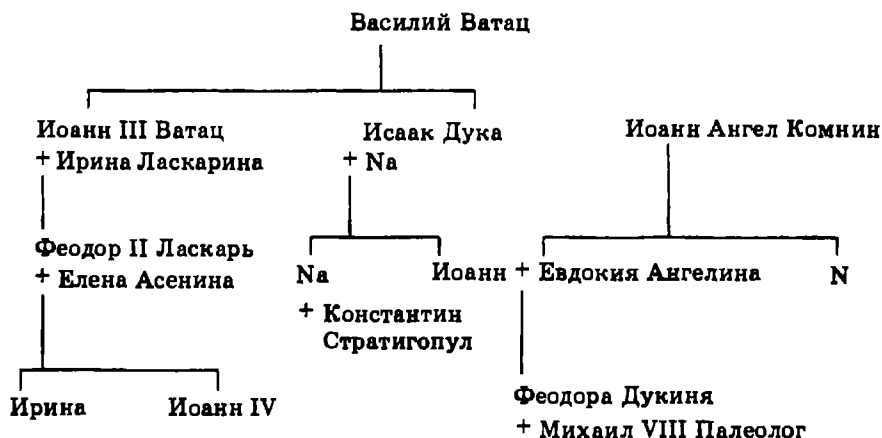 Василий Ватац
Иоанн III Ватац
+ Ирина Ласкарина
Исаак Дука
+ Na
Иоанн Ангел Комнин
Феодор II Ласкарь
+ Елена Асенина
Na
+ Константин
Стратигопул
Иоанн + Евдокия Ангелина
N
Ирина
Иоанн IV
Феодора Дукиня
+ Михаил VIII Палеолог